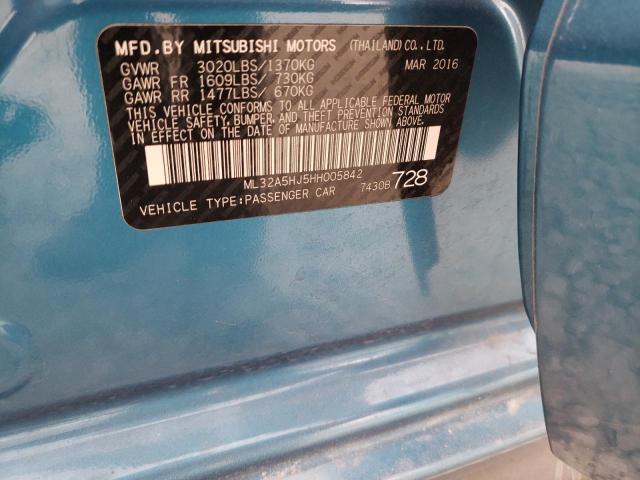 MFD.BY MITSUBISHI MOTORS (THAILAND) CO.,LTD.
GVWR 3020LBS/1370KG MAR 2016
GAWR FR 1609LBS/ 730KG
GAWR RR 1477LBS/ 670KG
THIS VEHICLE CONFORMS TO ALL APPLICABLE FEDERAL MOTOR
VEHICLE SAFETY, BUMPER, AND THEFT PREVENTION STANDARDS
IN EFFECT ON THE DATE OF MANUFACTURE SHOWN ABOVE.
ML32A5HJ5HH005842
VEHICLE TYPE:PASSENGER CAR 7430B 728